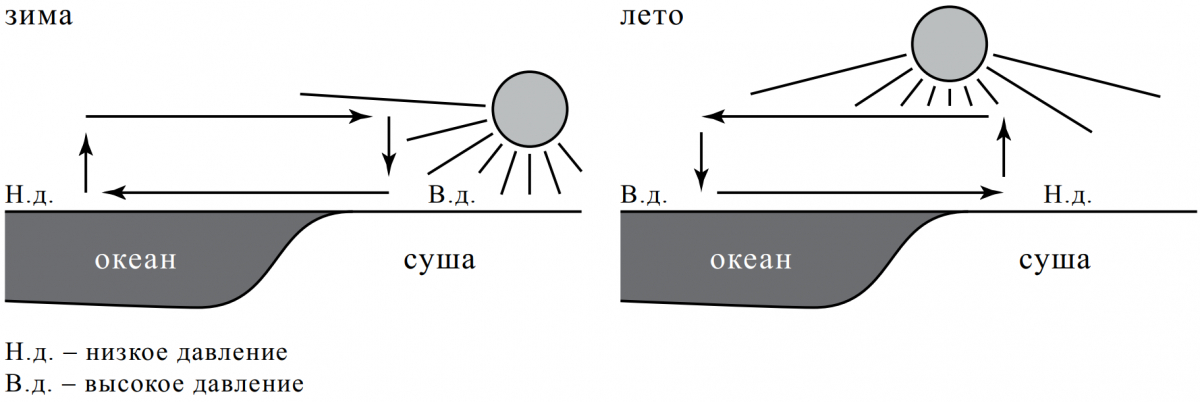 зима
Н.д.
В.д.
океан
суша
лето
В.д.
Н.д.
океан
суша
Н.д. – низкое давление
В.д. – высокое давление